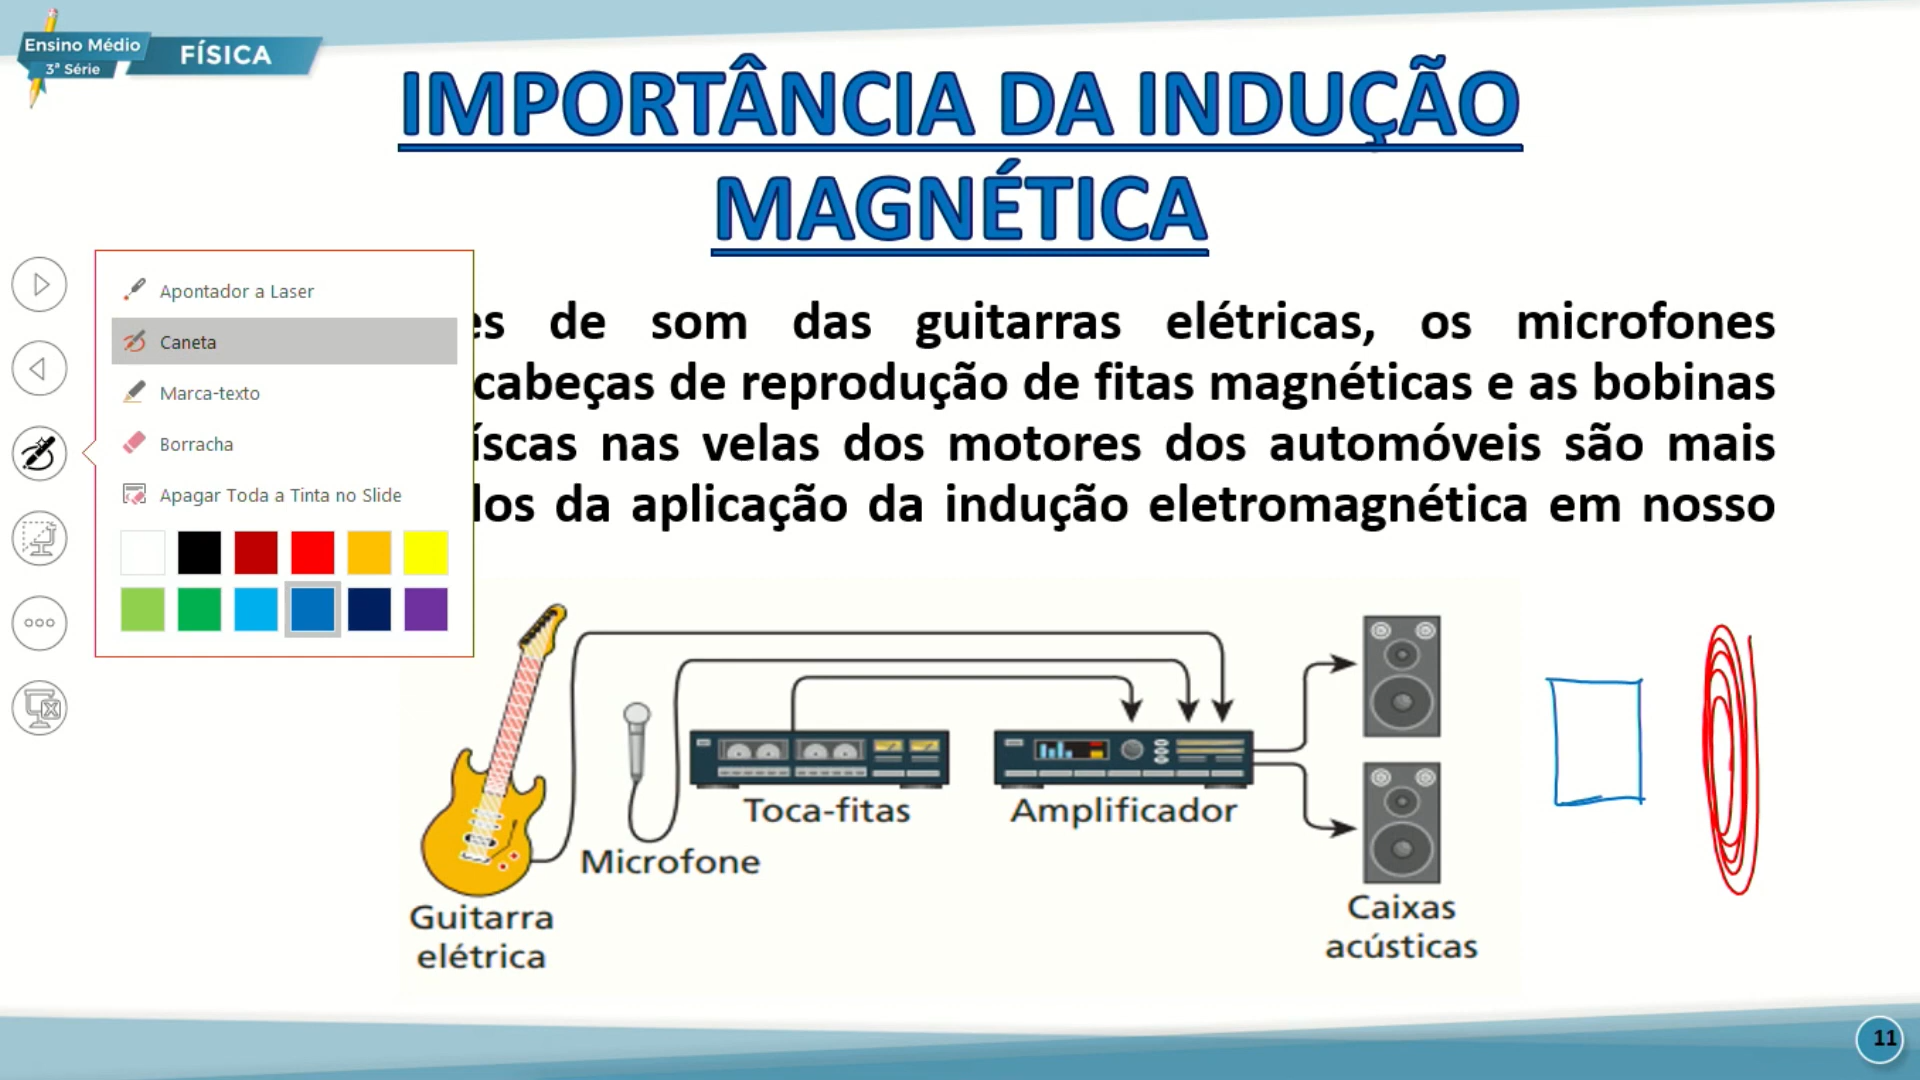 Ensino Médio
3ª Série
FÍSICA
IMPORTÂNCIA DA INDUÇÃO
MAGNÉTICA
Apontador a Laser
Caneta
Marca-texto
Borracha
Apagar Toda a Tinta no Slide
de som das guitarras elétricas, os microfones
cabeças de reprodução de fitas magnéticas e as bobinas
nas velas dos motores dos automóveis são mais
da aplicação da indução eletromagnética em nosso
Toca-fitas
Amplificador
Microfone
Guitarra
elétrica
Caixas
acústicas
11